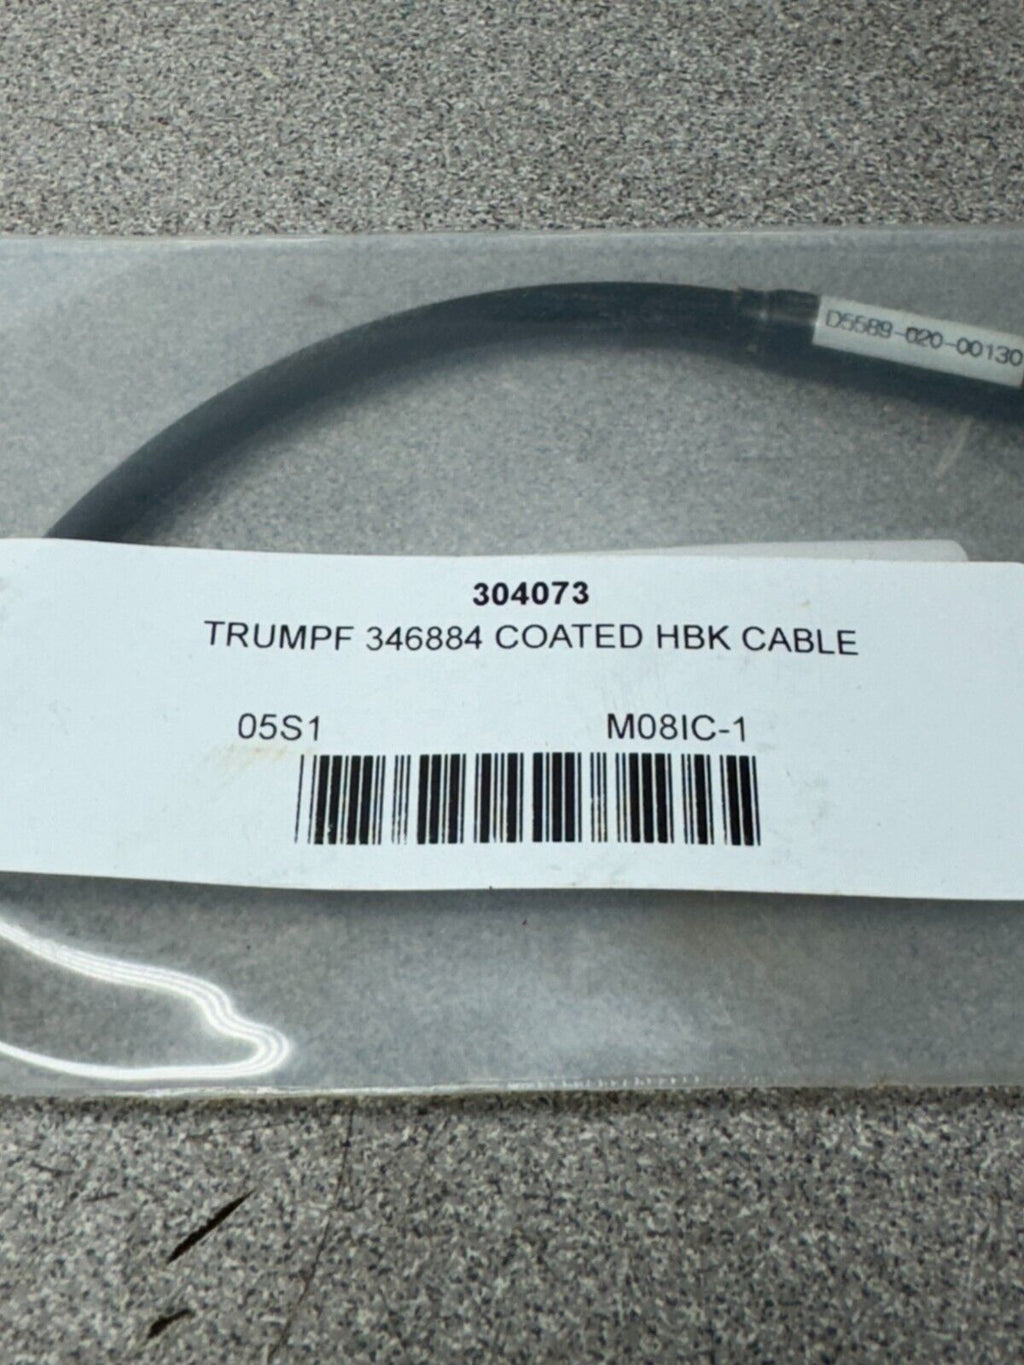 D5589-020-00130
304073
TRUMPF 346884 COATED HBK CABLE
05S1 M08IC-1